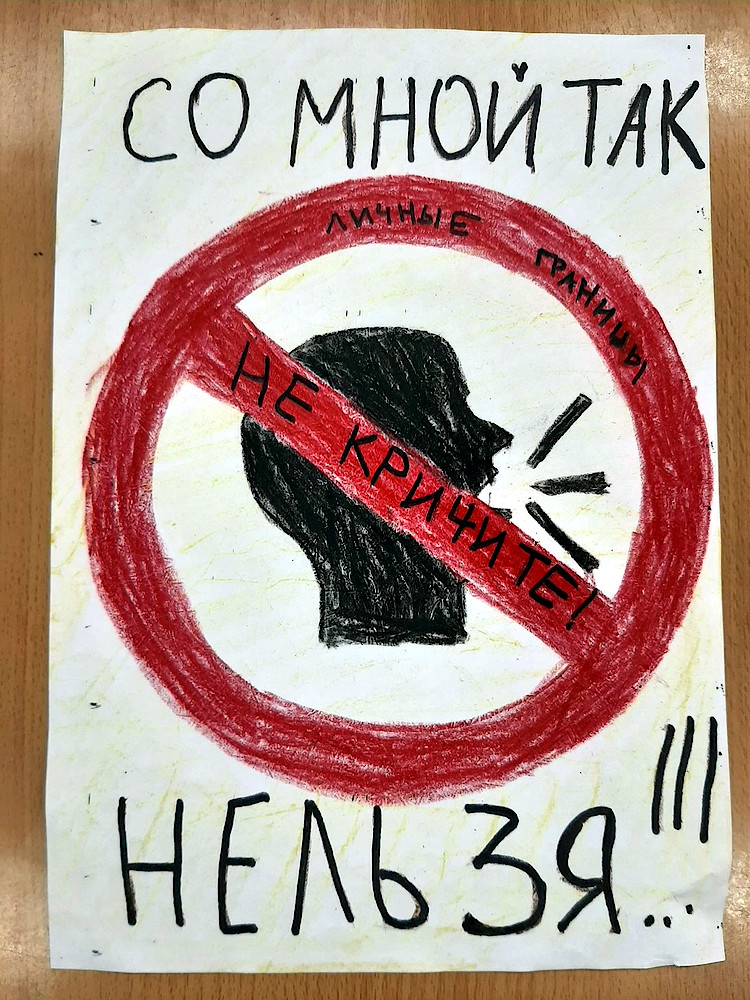 СО МНОЙ ТАК
ЛИЧНЫЕ ГРАНИЦЫ
НЕ КРИЧИТЕ!
НЕЛЬЗЯ!!!